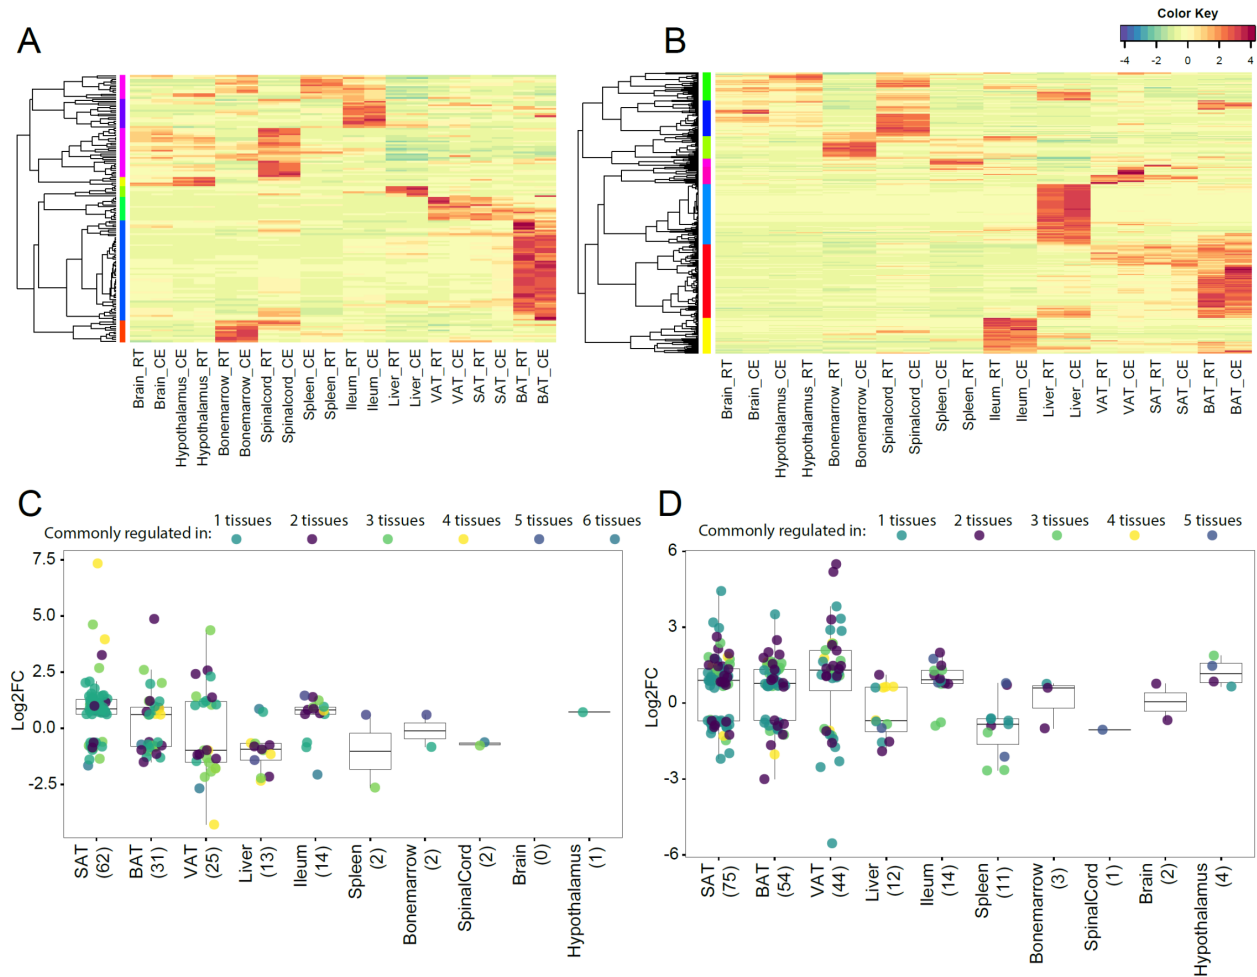 A
B
Color Key
-4 -2 0 2 4
Brain_RT
Brain_CE
Hypothalamus_CE
Hypothalamus_RT
Bonemarrow_RT
Bonemarrow_CE
Spinalcord_RT
Spinalcord_CE
Spleen_CE
Spleen_RT
Ileum_RT
Ileum_CE
Liver_RT
Liver_CE
VAT_RT
VAT_CE
SAT_RT
SAT_CE
BAT_RT
BAT_CE
Brain_RT
Brain_CE
Hypothalamus_CE
Hypothalamus_RT
Bonemarrow_RT
Bonemarrow_CE
Spinalcord_RT
Spinalcord_CE
Spleen_CE
Spleen_RT
Ileum_RT
Ileum_CE
Liver_RT
Liver_CE
VAT_RT
VAT_CE
SAT_RT
SAT_CE
BAT_RT
BAT_CE
C
Commonly regulated in:
1 tissues 2 tissues 3 tissues 4 tissues 5 tissues 6 tissues
Log2FC
7.5
5.0
2.5
0.0
-2.5
SAT
(62)
BAT
(31)
VAT
(25)
Liver
(13)
Ileum
(14)
Spleen
(2)
Bonemarrow
(2)
SpinalCord
(2)
Brain
(0)
Hypothalamus
(1)
D
Commonly regulated in:
1 tissues 2 tissues 3 tissues 4 tissues 5 tissues
Log2FC
6
3
0
-3
-6
SAT
(75)
BAT
(54)
VAT
(44)
Liver
(12)
Ileum
(14)
Spleen
(11)
Bonemarrow
(3)
SpinalCord
(1)
Brain
(2)
Hypothalamus
(4)